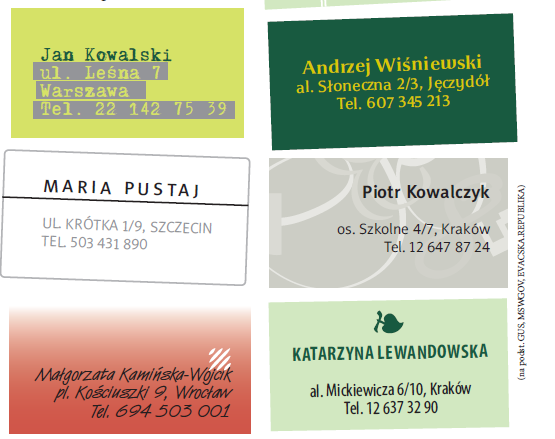 Jan Kowalski
ul. Leśna 7
Warszawa
Tel. 22 142 75 39
Andrzej Wiśniewski
al. Słoneczna 2/3, Jęczydół
Tel. 607 345 213
MARIA PUSTAJ
UL. KRÓTKA 1/9, SZCZECIN
TEL. 503 431 890
Piotr Kowalczyk
os. Szkolne 4/7, Kraków
Tel. 12 647 87 24
Małgorzata Kamińska-Wojcik
pl. Kościuszki 9, Wrocław
Tel. 694 503 001
KATARZYNA LEWANDOWSKA
al. Mickiewicza 6/10, Kraków
Tel. 12 637 32 90
(na podst. GUS, MSWGOV, EVACSKA,REPUBLIKA)